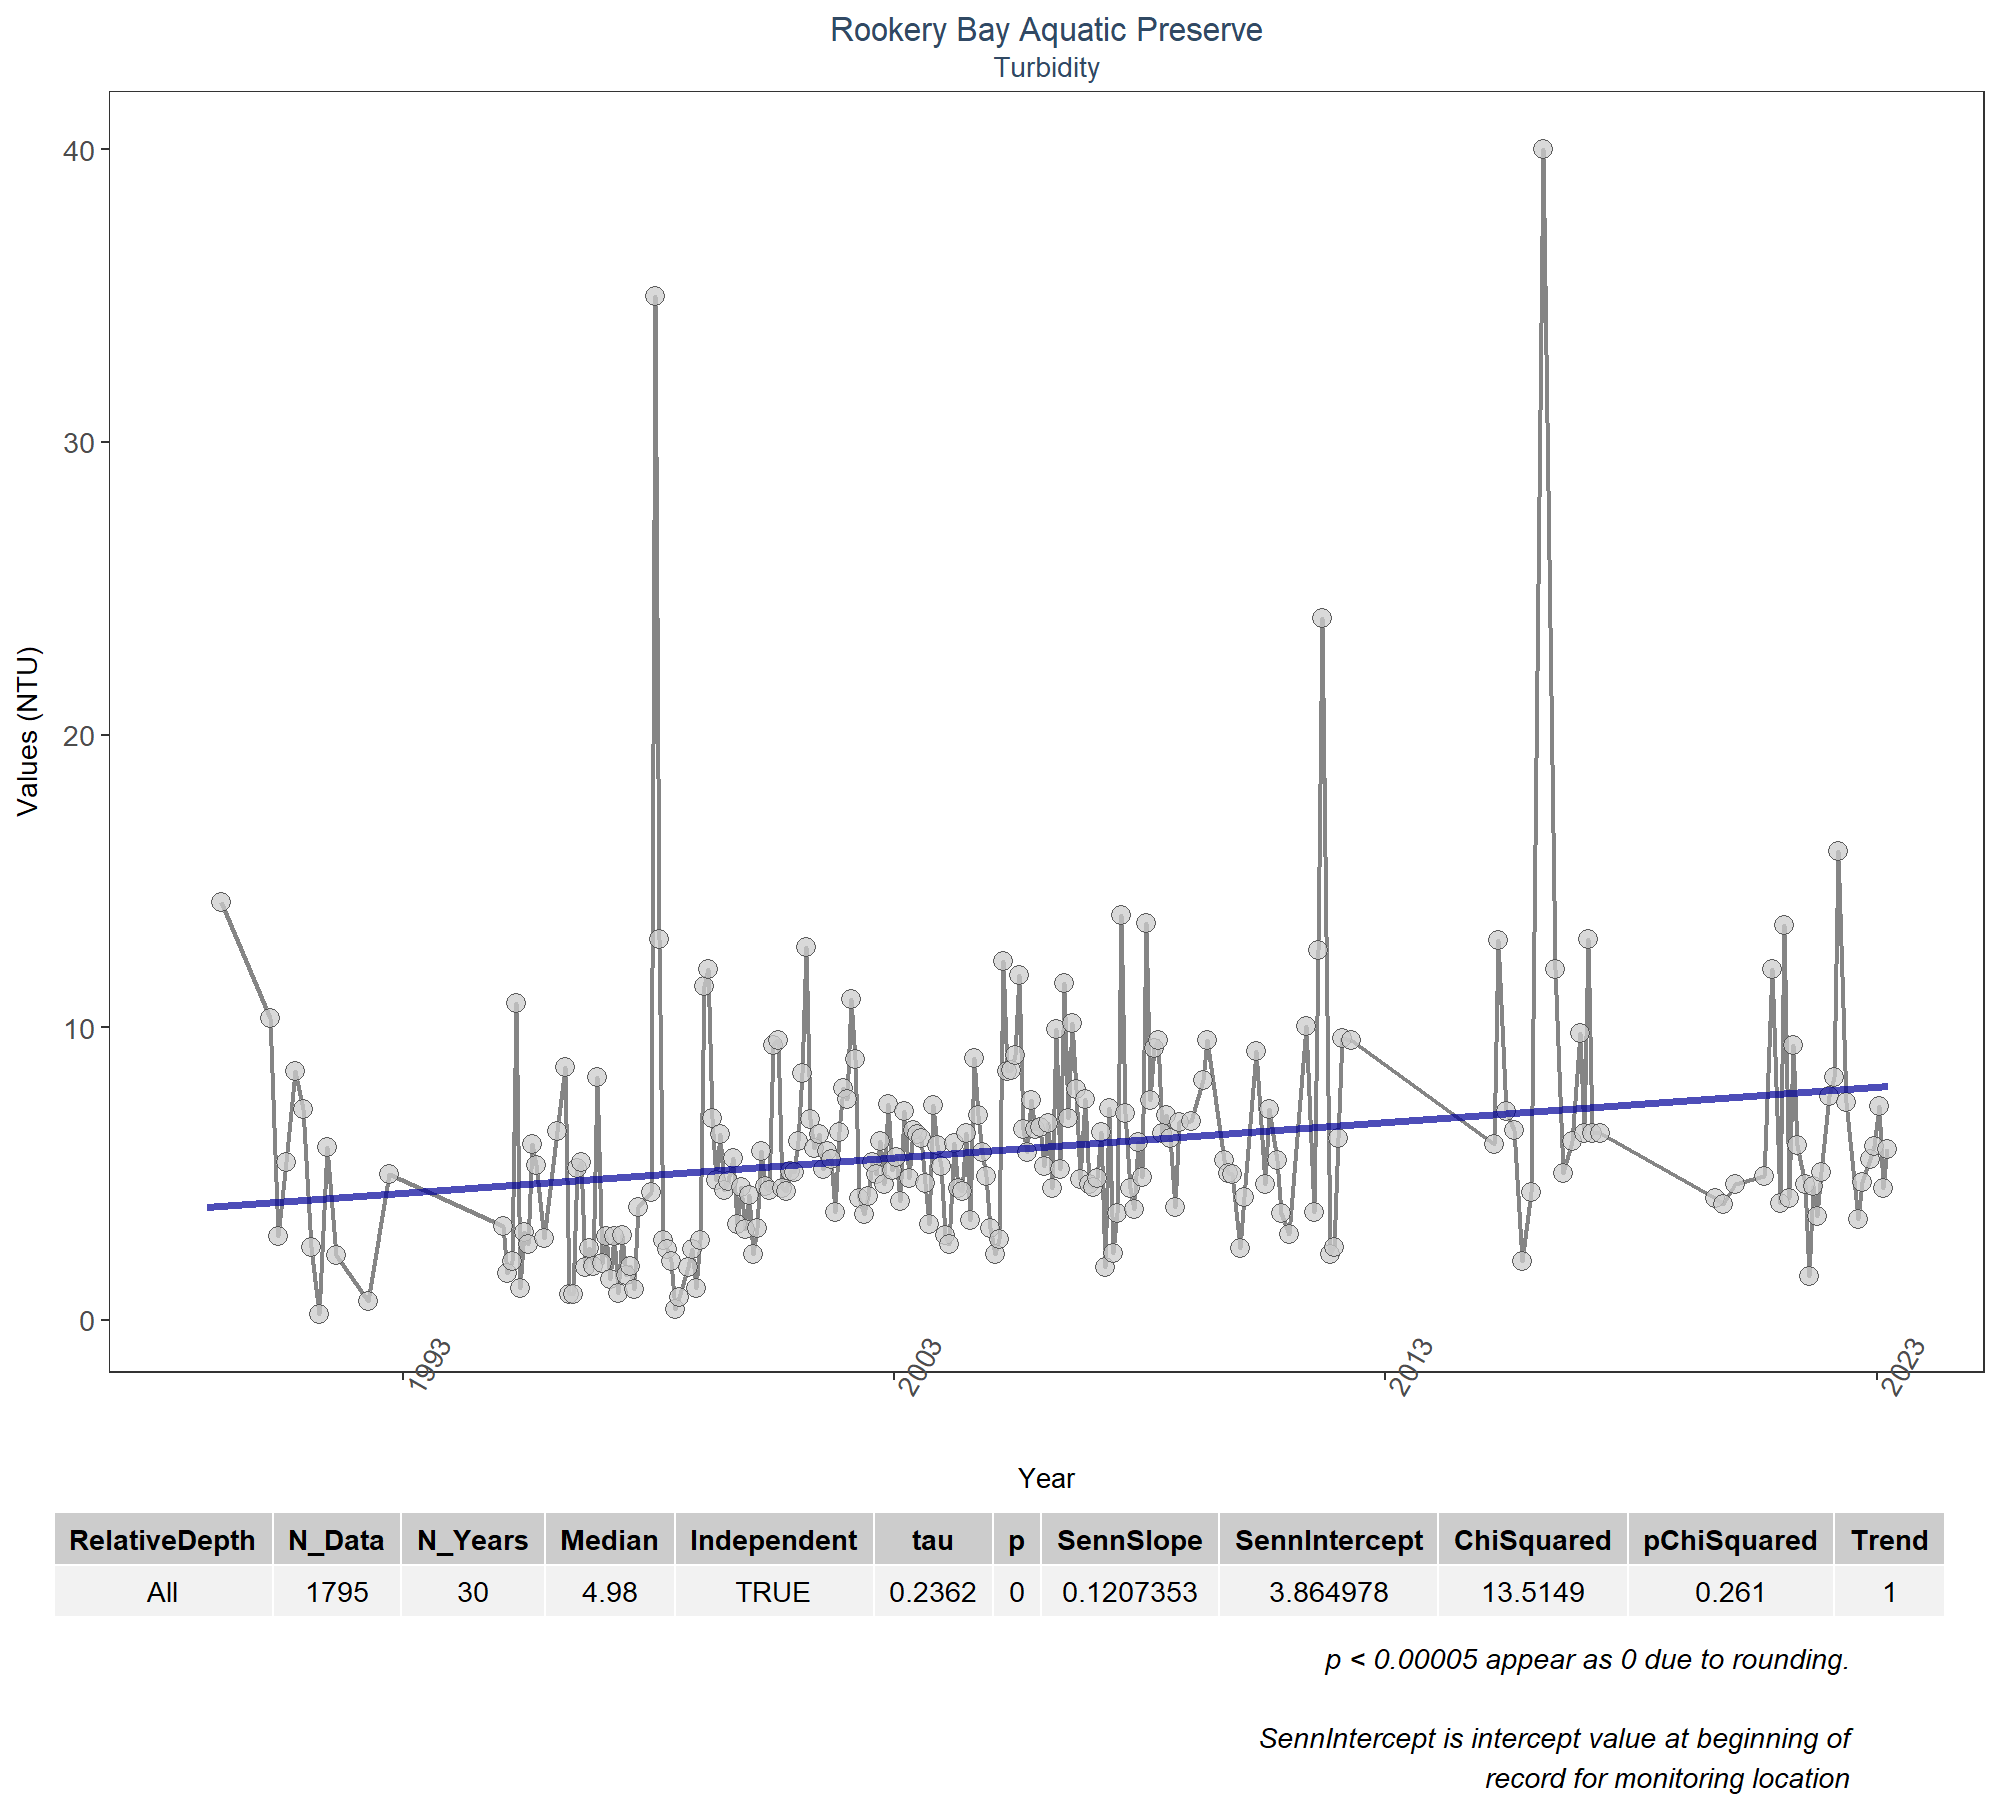 Rookery Bay Aquatic Preserve
Turbidity
40
30
20
10
0
Values (NTU)
1993 2003 2013 2023
Year
RelativeDepth N_Data N_Years Median Independent tau p SennSlope SennIntercept ChiSquared pChiSquared Trend
All 1795 30 4.98 TRUE 0.2362 0 0.1207353 3.864978 13.5149 0.261 1
p < 0.00005 appear as 0 due to rounding.
SennIntercept is intercept value at beginning of
record for monitoring location